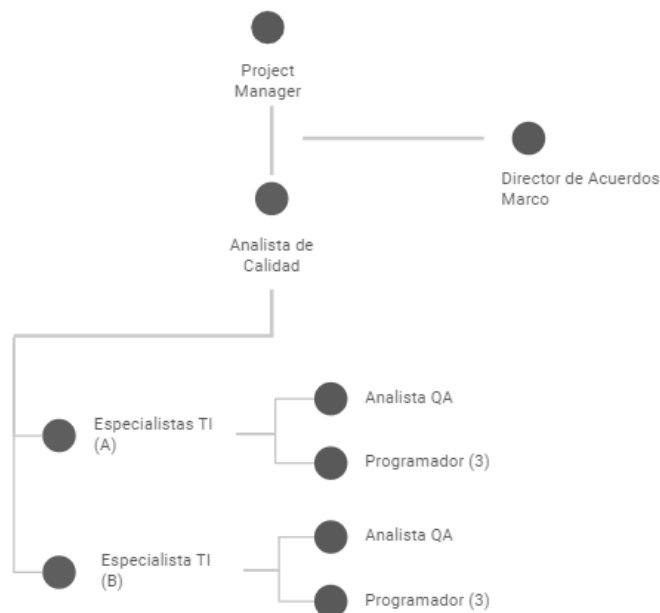 Project
Manager
Director de Acuerdos
Marco
Analista de
Calidad
Especialistas TI
(A)
Analista QA
Programador (3)
Especialista TI
(B)
Analista QA
Programador (3)